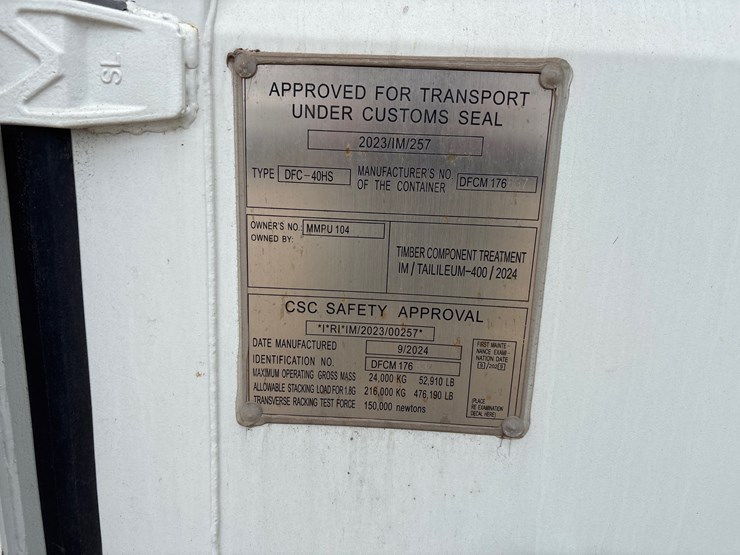 SL
APPROVED FOR TRANSPORT
UNDER CUSTOMS SEAL
2023/IM/257
TYPE DFC-40HS MANUFACTURER'S NO. OF THE CONTAINER DFCM 176
OWNER'S NO.: MMPU 104
OWNED BY:
TIMBER COMPONENT TREATMENT
IM / TAILILEUM-400 / 2024
CSC SAFETY APPROVAL
*I*RI*IM/2023/00257*
DATE MANUFACTURED 9/2024
IDENTIFICATION NO. DFCM 176
MAXIMUM OPERATING GROSS MASS 24,000 KG 52,910 LB
ALLOWABLE STACKING LOAD FOR 1.8G 216,000 KG 476,190 LB
TRANSVERSE RACKING TEST FORCE 150,000 newtons
FIRST MAINTE-
NANCE EXAMI-
NATION DATE
PLACE
RE EXAMINATION
DECAL HERE!